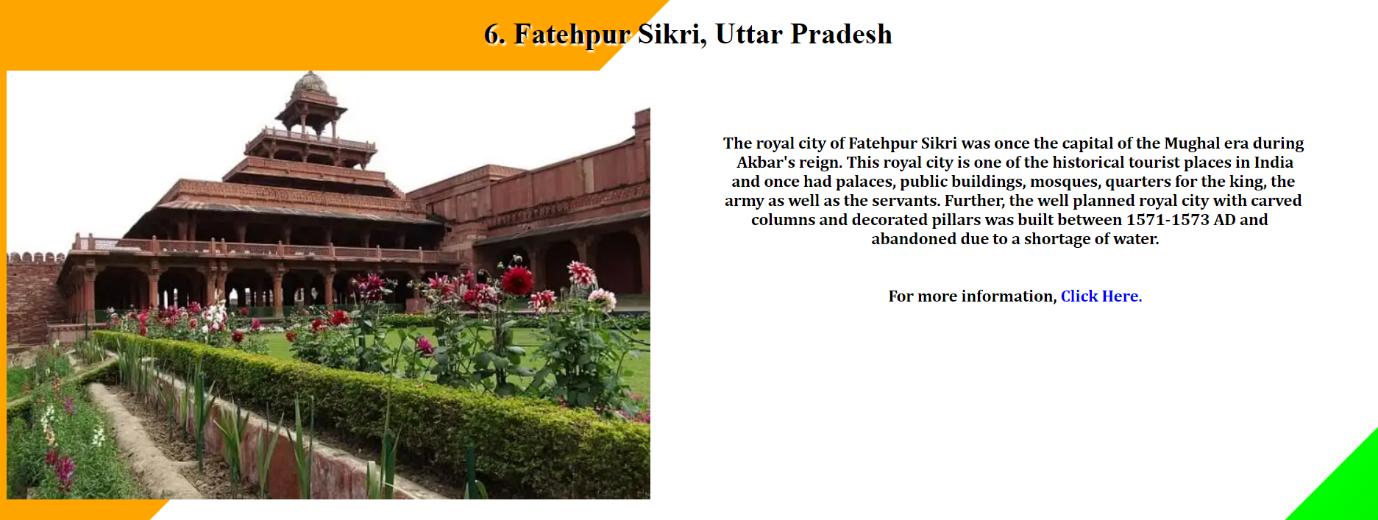 6. Fatehpur Sikri, Uttar Pradesh
The royal city of Fatehpur Sikri was once the capital of the Mughal era during
Akbar's reign. This royal city is one of the historical tourist places in India
and once had palaces, public buildings, mosques, quarters for the king, the
army as well as the servants. Further, the well planned royal city with carved
columns and decorated pillars was built between 1571-1573 AD and
abandoned due to a shortage of water.
For more information, Click Here.